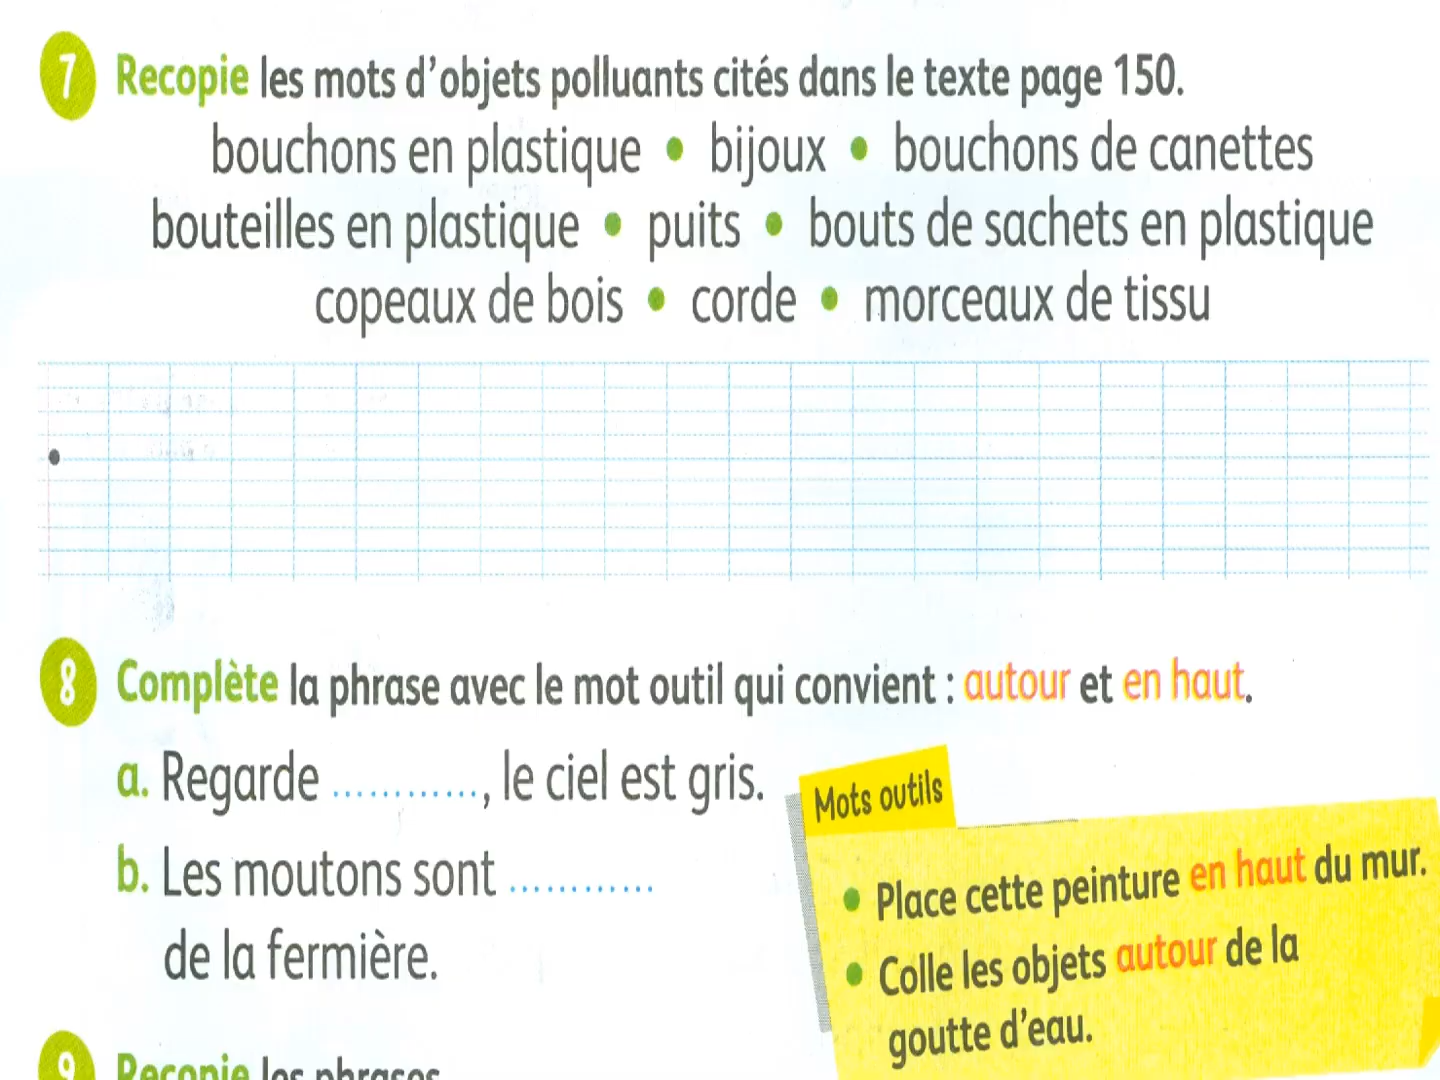 7 Recopie les mots d'objets polluants cités dans le texte page 150.
bouchons en plastique • bijoux • bouchons de canettes
bouteilles en plastique • puits • bouts de sachets en plastique
copeaux de bois • corde • morceaux de tissu
8 Complète la phrase avec le mot outil qui convient : autour et en haut.
a. Regarde ............., le ciel est gris.
b. Les moutons sont .............
de la fermière.
Mots outils
• Place cette peinture en haut du mur.
• Colle les objets autour de la
goutte d'eau.
9 Recopie les phrases